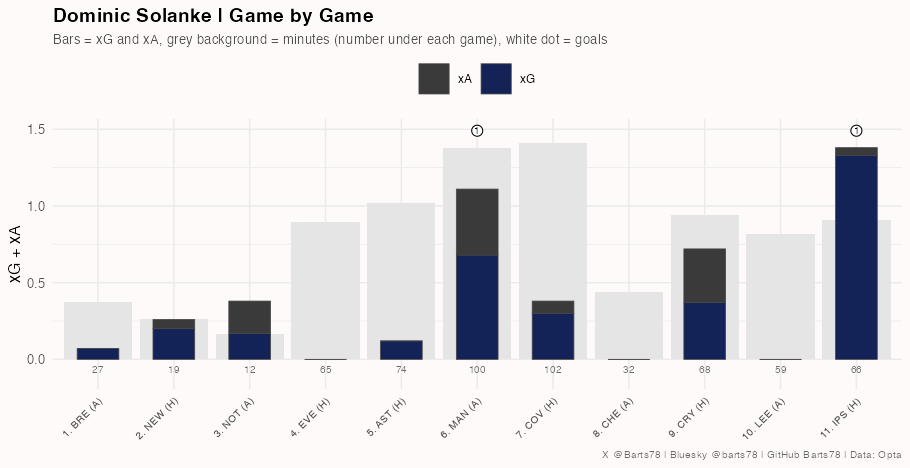 Dominic Solanke | Game by Game
Bars = xG and xA, grey background = minutes (number under each game), white dot = goals
xA xG
1.5
1.0
0.5
0.0
xG + xA
1 1
27 19 12 65 74 100 102 32 68 59 66
1. BRE (A)
2. NEW (H)
3. NOT (A)
4. EVE (H)
5. AST (H)
6. MAN (A)
7. COV (H)
8. CHE (A)
9. CRY (H)
10. LEE (A)
11. IPS (H)
X @Barts78 | Bluesky @barts78 | GitHub Barts78 | Data: Opta